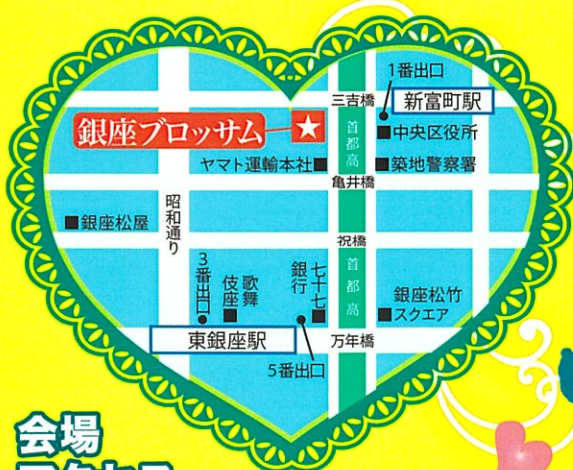 1番出口
三吉橋
新富町駅
銀座ブロッサム
首都高
中央区役所
ヤマト運輸本社
築地警察署
亀井橋
昭和通り
銀座松屋
祝橋
3番出口
歌舞
伎座
七十七
銀行
首都高
銀座松竹
スクエア
東銀座駅
万年橋
5番出口
会場
アクセス